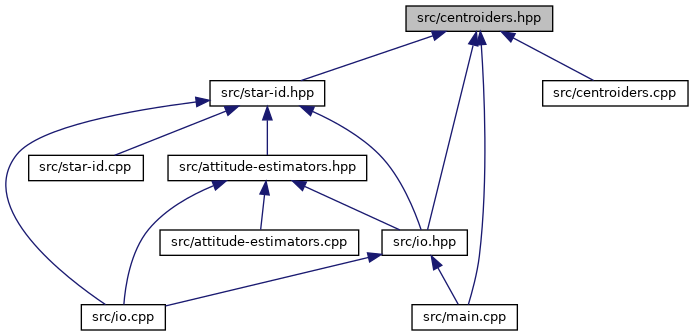 src/centroiders.hpp
src/star-id.hpp
src/centroiders.cpp
src/star-id.cpp
src/attitude-estimators.hpp
src/attitude-estimators.cpp
src/io.hpp
src/io.cpp
src/main.cpp